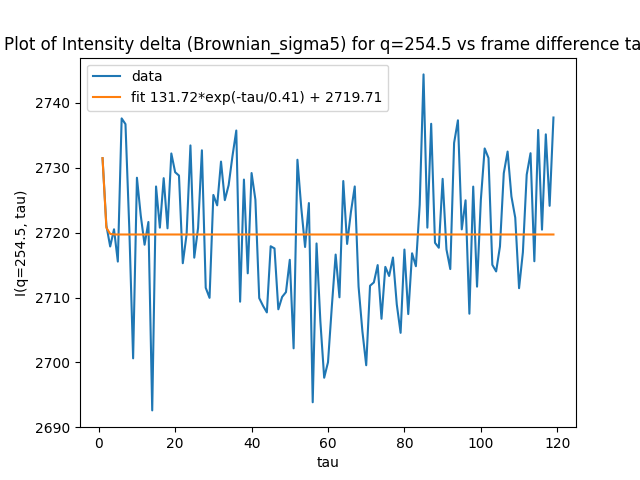 Plot of Intensity delta (Brownian_sigma5) for q=254.5 vs frame difference ta
data
fit 131.72*exp(-tau/0.41) + 2719.71
2740
2730
2720
2710
2700
2690
I(q=254.5, tau)
0
20
40
60
80
100
120
tau